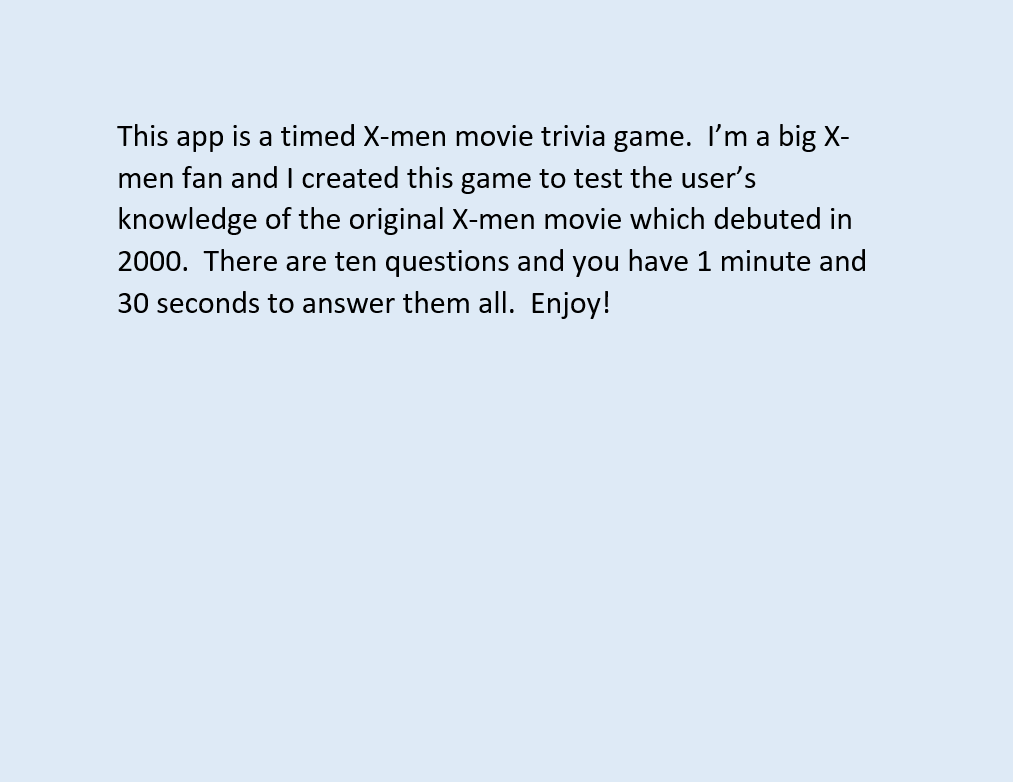 This app is a timed X-men movie trivia game.  I’m a big X-
men fan and I created this game to test the user’s
knowledge of the original X-men movie which debuted in
2000.  There are ten questions and you have 1 minute and
30 seconds to answer them all.  Enjoy!